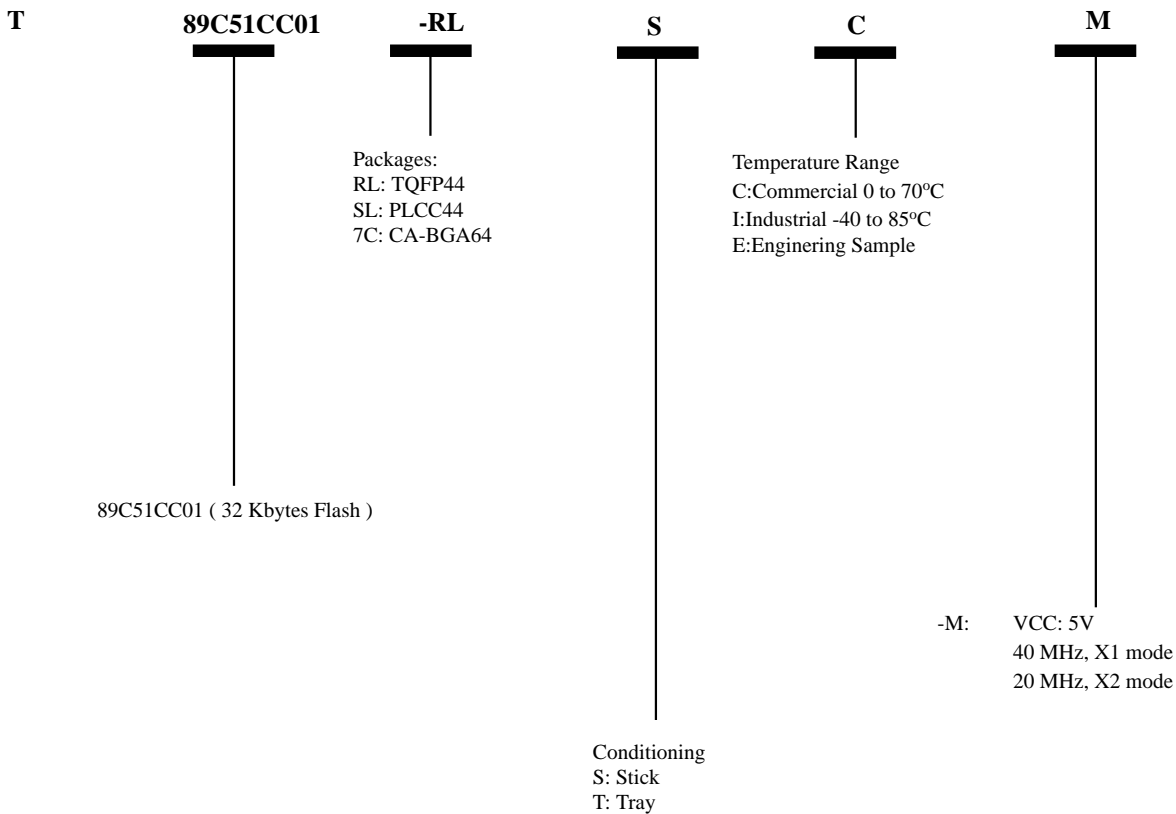 T 89C51CC01 -RL S C M
Packages:
RL: TQFP44
SL: PLCC44
7C: CA-BGA64
Temperature Range
C:Commercial 0 to 70°C
I:Industrial -40 to 85°C
E:Enginering Sample
89C51CC01 ( 32 Kbytes Flash )
-M: VCC: 5V
40 MHz, X1 mode
20 MHz, X2 mode
Conditioning
S: Stick
T: Tray